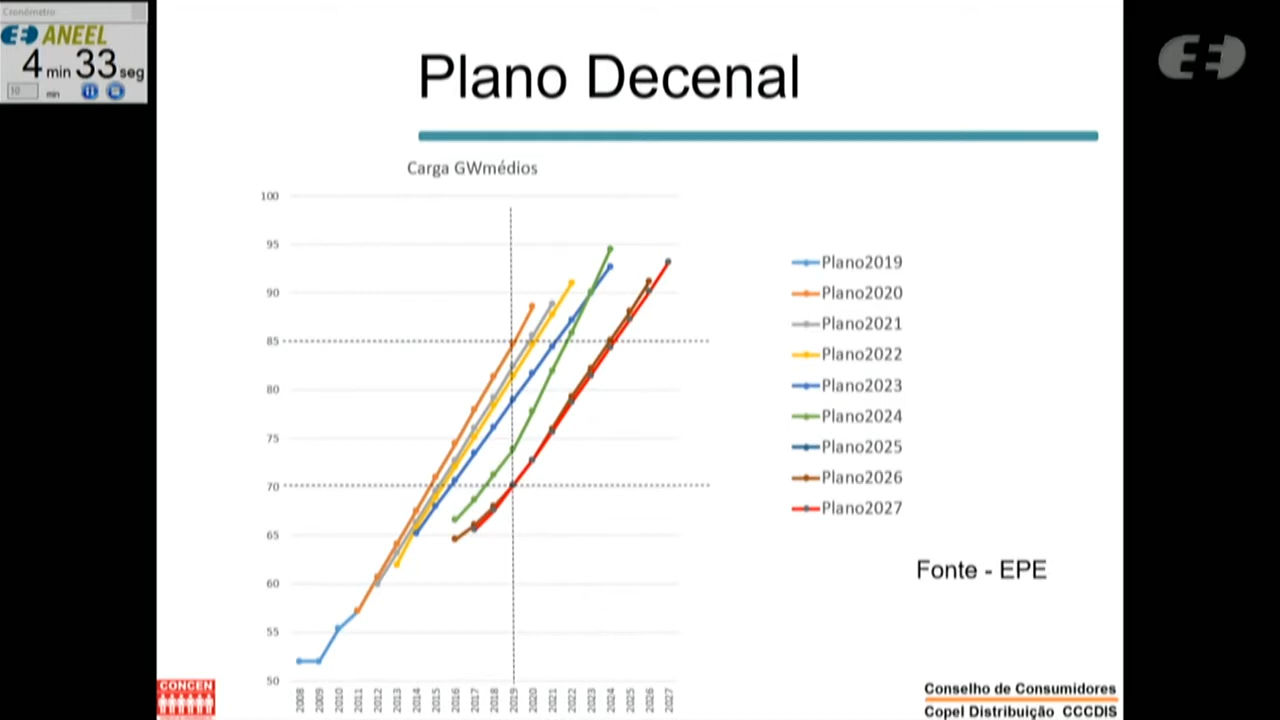 Cronômetro
ANEEL
4 min 33 seg
10 min
Plano Decenal
Carga GWmédios
100
95
90
85
80
75
70
65
60
55
50
2008 2009 2010 2011 2012 2013 2014 2015 2016 2017 2018 2019 2020 2021 2022 2023 2024 2025 2026 2027
Plano2019
Plano2020
Plano2021
Plano2022
Plano2023
Plano2024
Plano2025
Plano2026
Plano2027
Fonte - EPE
CONCEN
Conselho de Consumidores
Copel Distribuição CCCDIS